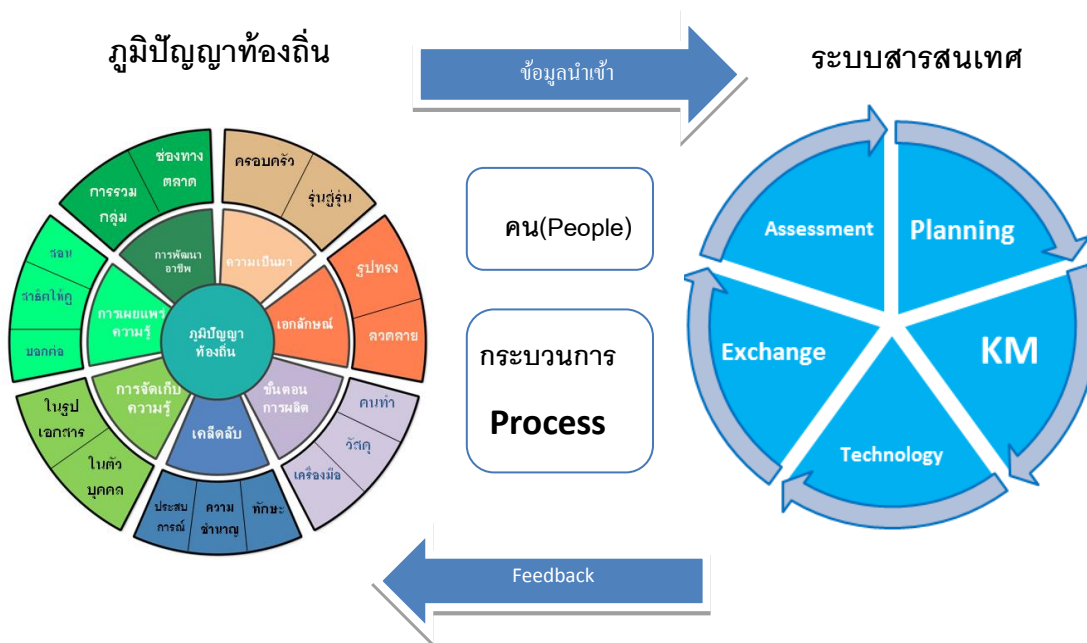 ภูมิปัญญาท้องถิ่น
ข้อมูลนำเข้า
ระบบสารสนเทศ
ช่องทาง
ตลาด
การรวม
กลุ่ม
ครอบครัว
รุ่นสู่รุ่น
สอน
สาธิตให้ดู
บอกต่อ
การพัฒนา
อาชีพ
ความเป็นมา
รูปทรง
ลวดลาย
การเผยแพร่
ความรู้
ภูมิปัญญา
ท้องถิ่น
เอกลักษณ์
การจัดเก็บ
ความรู้
เคล็ดลับ
ขั้นตอน
การผลิต
ในรูป
เอกสาร
ในตัว
บุคคล
คนทำ
วัสดุ
เครื่องมือ
ประสบ
การณ์
ความ
ชำนาญ
ทักษะ
คน(People)
กระบวนการ
Process
Assessment
Planning
Exchange
KM
Technology
Feedback